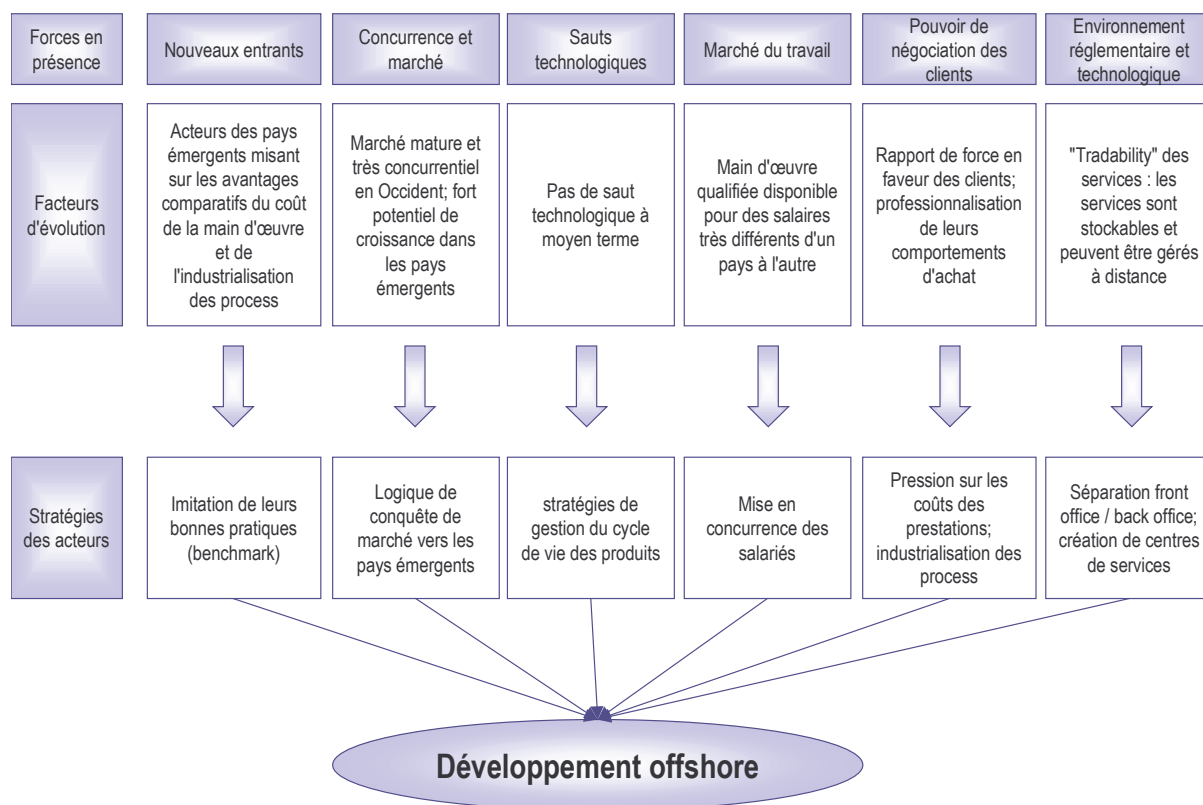 Forces en
présence
Nouveaux entrants
Concurrence et
marché
Sauts
technologiques
Marché du travail
Pouvoir de
négociation des
clients
Environnement
réglementaire et
technologique
Facteurs
d'évolution
Acteurs des pays
émergents misant
sur les avantages
comparatifs du coût
de la main d'œuvre
et de
l'industrialisation
des process
Marché mature et
très concurrentiel
en Occident; fort
potentiel de
croissance dans
les pays
émergents
Pas de saut
technologique à
moyen terme
Main d'œuvre
qualifiée disponible
pour des salaires
très différents d'un
pays à l'autre
Rapport de force en
faveur des clients;
professionnalisation
de leurs
comportements
d'achat
"Tradability" des
services : les
services sont
stockables et
peuvent être gérés
à distance
Stratégies
des acteurs
Imitation de leurs
bonnes pratiques
(benchmark)
Logique de
conquête de
marché vers les
pays émergents
stratégies de
gestion du cycle
de vie des produits
Mise en
concurrence des
salariés
Pression sur les
coûts des
prestations;
industrialisation des
process
Séparation front
office / back office;
création de centres
de services
Développement offshore